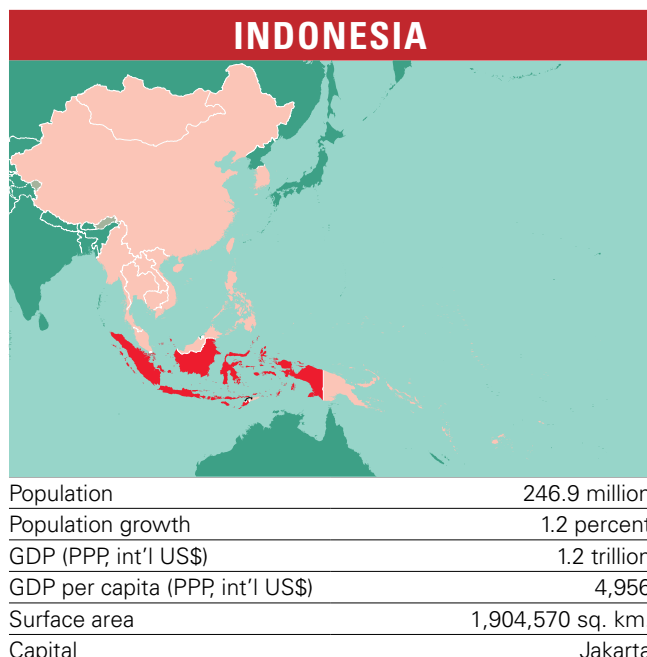 INDONESIA
Population 246.9 million
Population growth 1.2 percent
GDP (PPP, int’l US$) 1.2 trillion
GDP per capita (PPP, int’l US$) 4,956
Surface area 1,904,570 sq. km.
Capital Jakarta